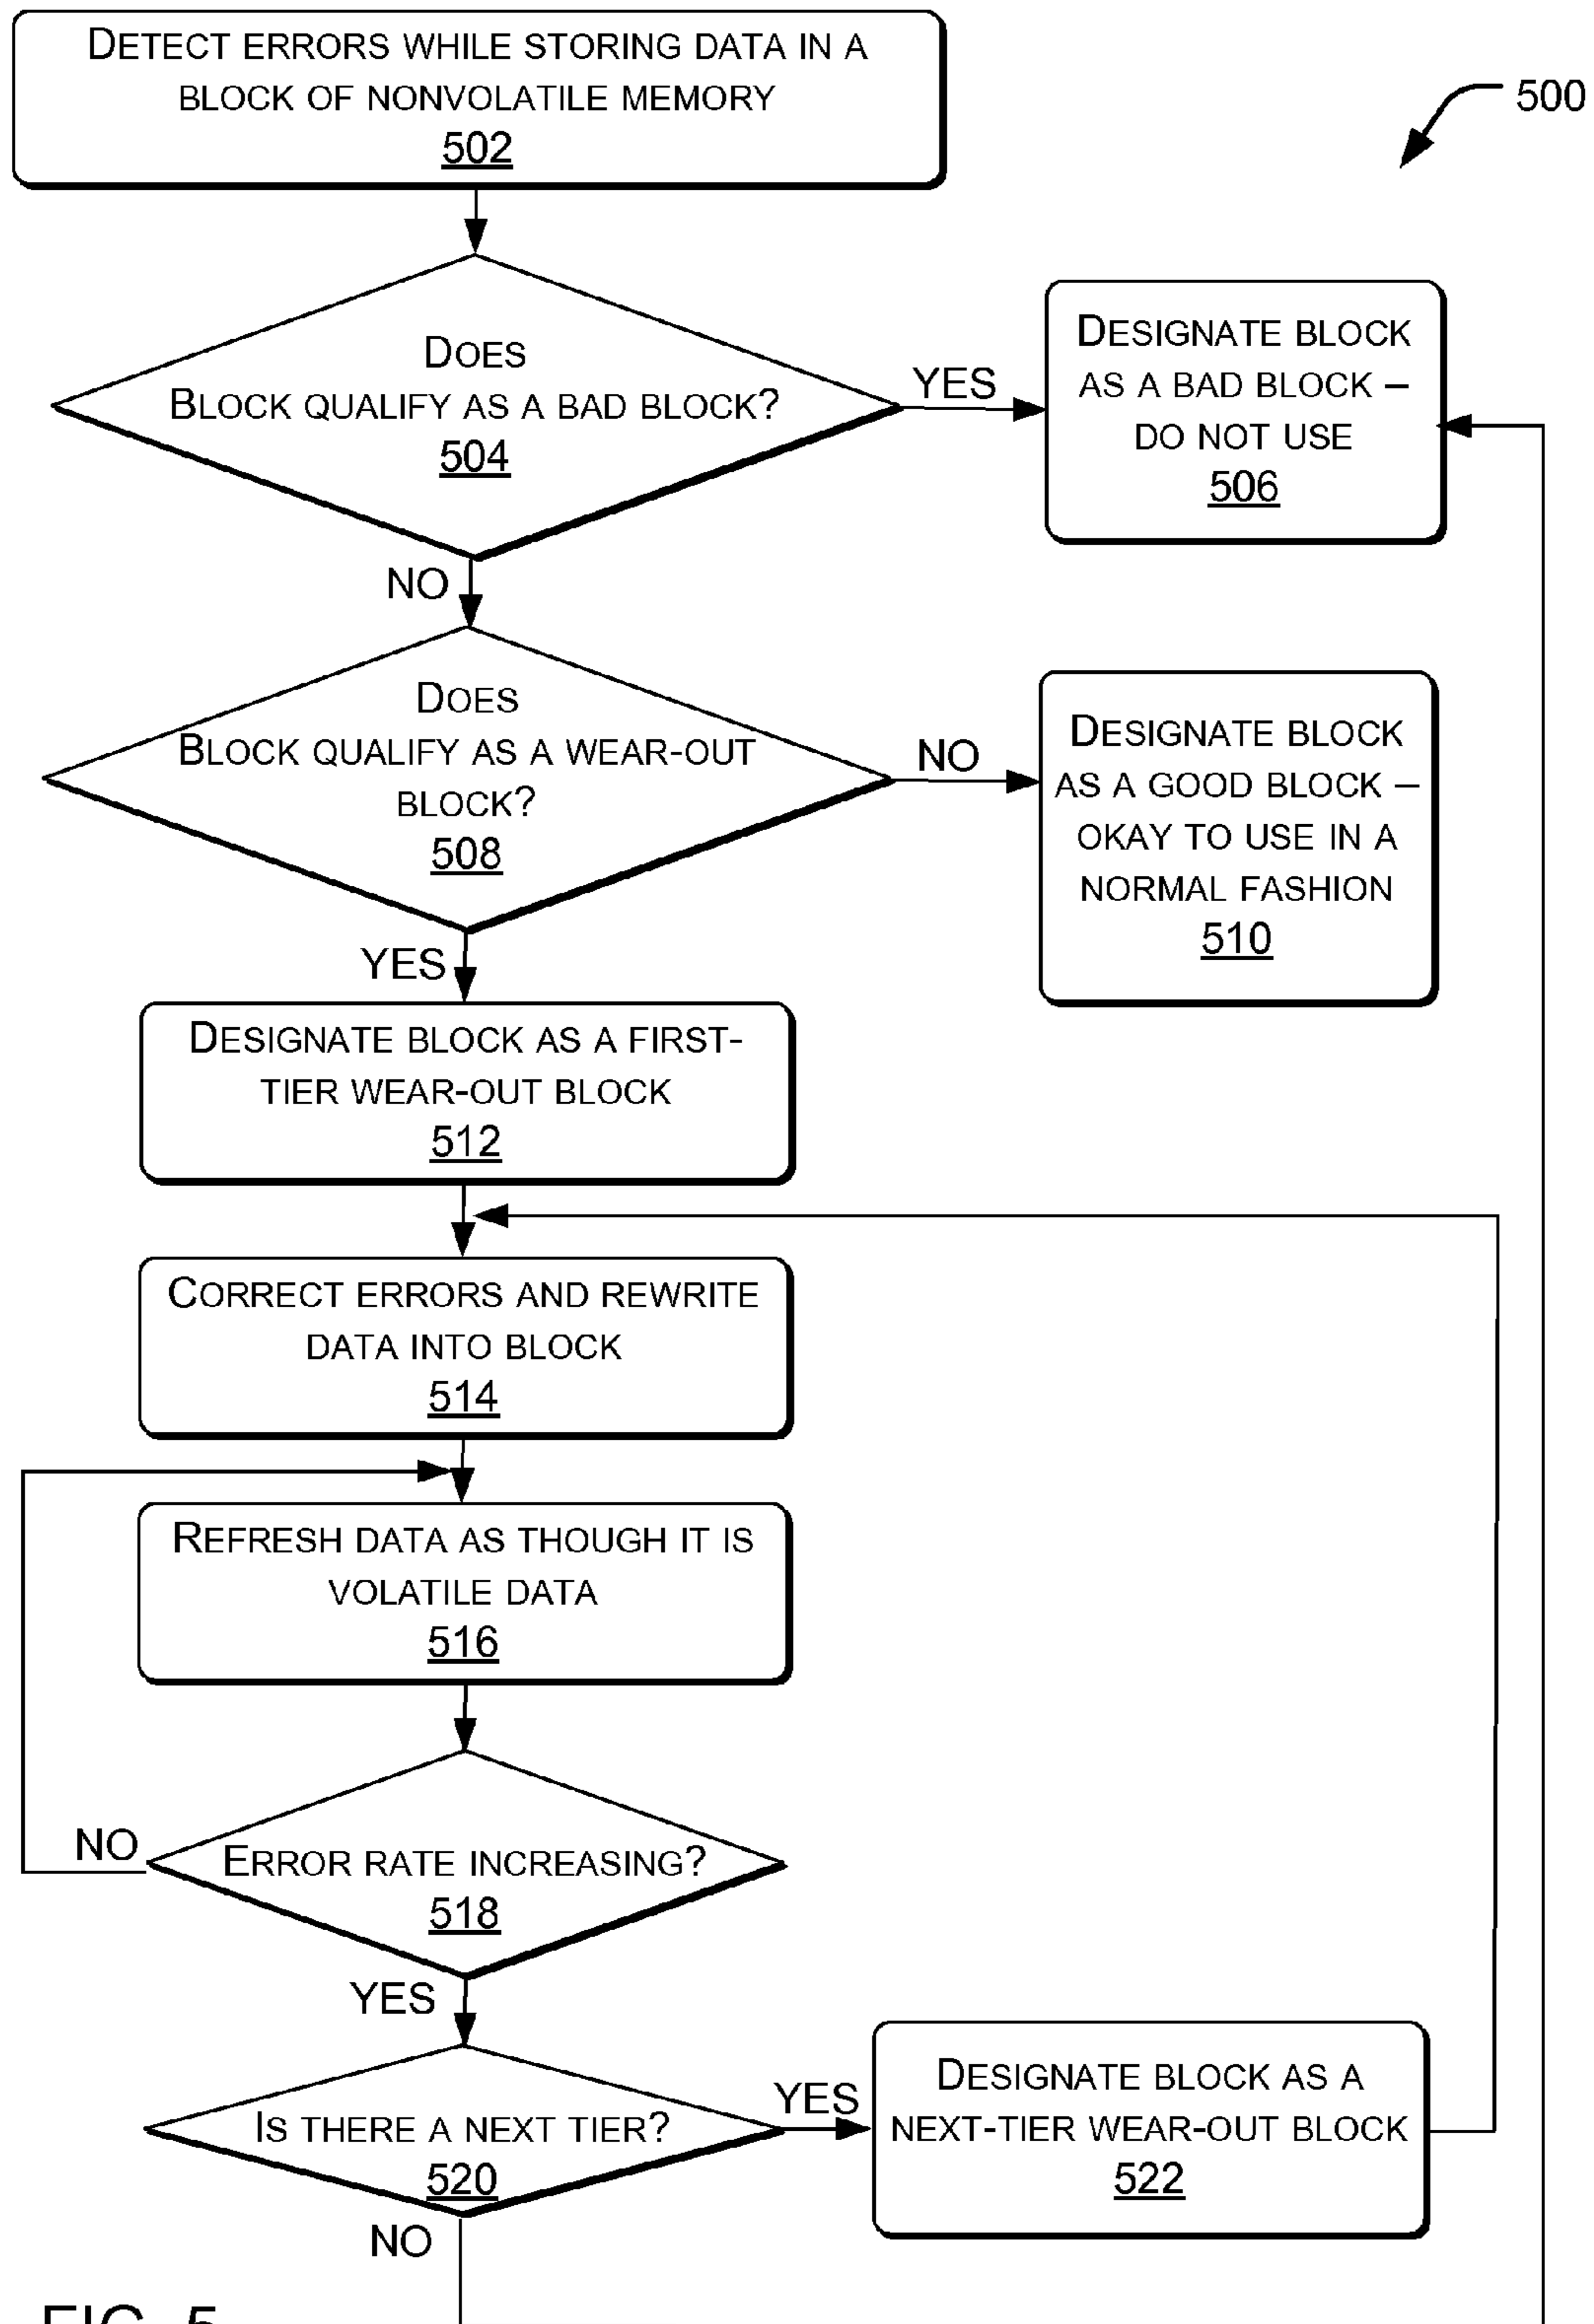 DETECT ERRORS WHILE STORING DATA IN A
BLOCK OF NONVOLATILE MEMORY
502
500
DOES
BLOCK QUALIFY AS A BAD BLOCK?
504
YES
DESIGNATE BLOCK
AS A BAD BLOCK –
DO NOT USE
506
NO
DOES
BLOCK QUALIFY AS A WEAR-OUT
BLOCK?
508
NO
DESIGNATE BLOCK
AS A GOOD BLOCK –
OKAY TO USE IN A
NORMAL FASHION
510
YES
DESIGNATE BLOCK AS A FIRST-
TIER WEAR-OUT BLOCK
512
CORRECT ERRORS AND REWRITE
DATA INTO BLOCK
514
REFRESH DATA AS THOUGH IT IS
VOLATILE DATA
516
NO
ERROR RATE INCREASING?
518
YES
IS THERE A NEXT TIER?
520
YES
DESIGNATE BLOCK AS A
NEXT-TIER WEAR-OUT BLOCK
522
NO
FIG. 5